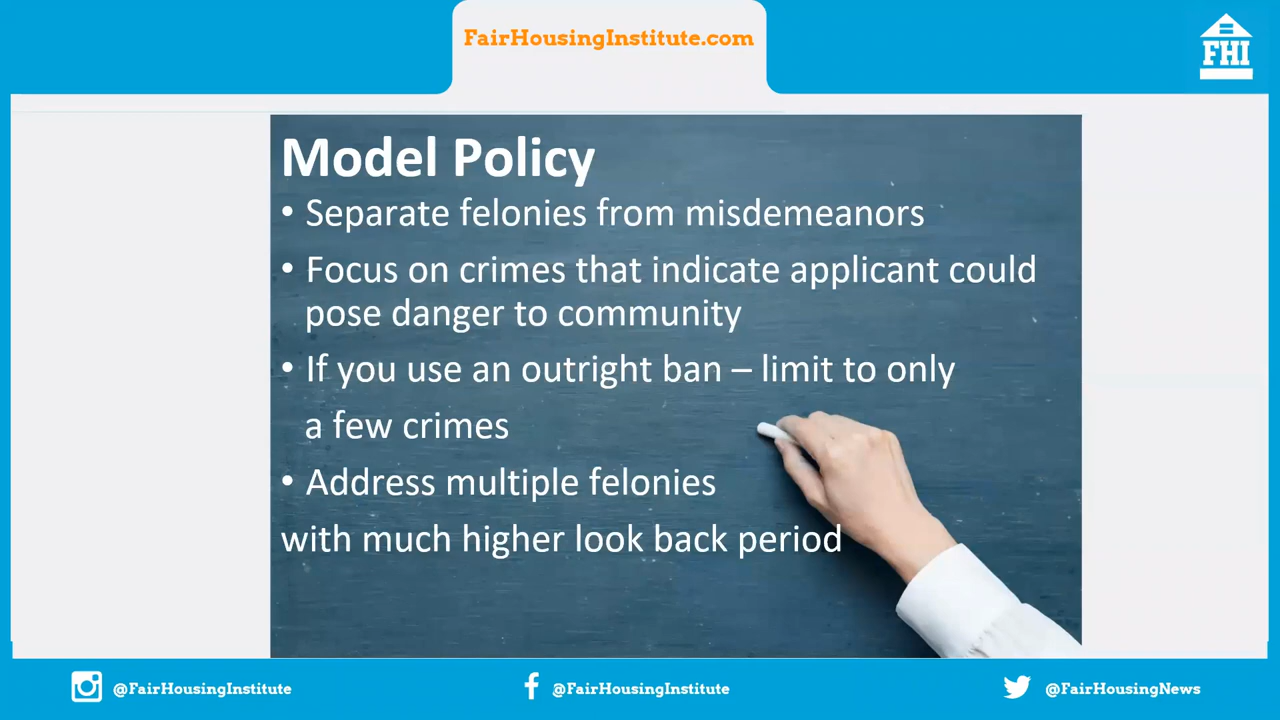 FairHousingInstitute.com
FHI
Model Policy
• Separate felonies from misdemeanors
• Focus on crimes that indicate applicant could
pose danger to community
• If you use an outright ban – limit to only
a few crimes
• Address multiple felonies
with much higher look back period
@FairHousingInstitute
@FairHousingInstitute
@FairHousingNews